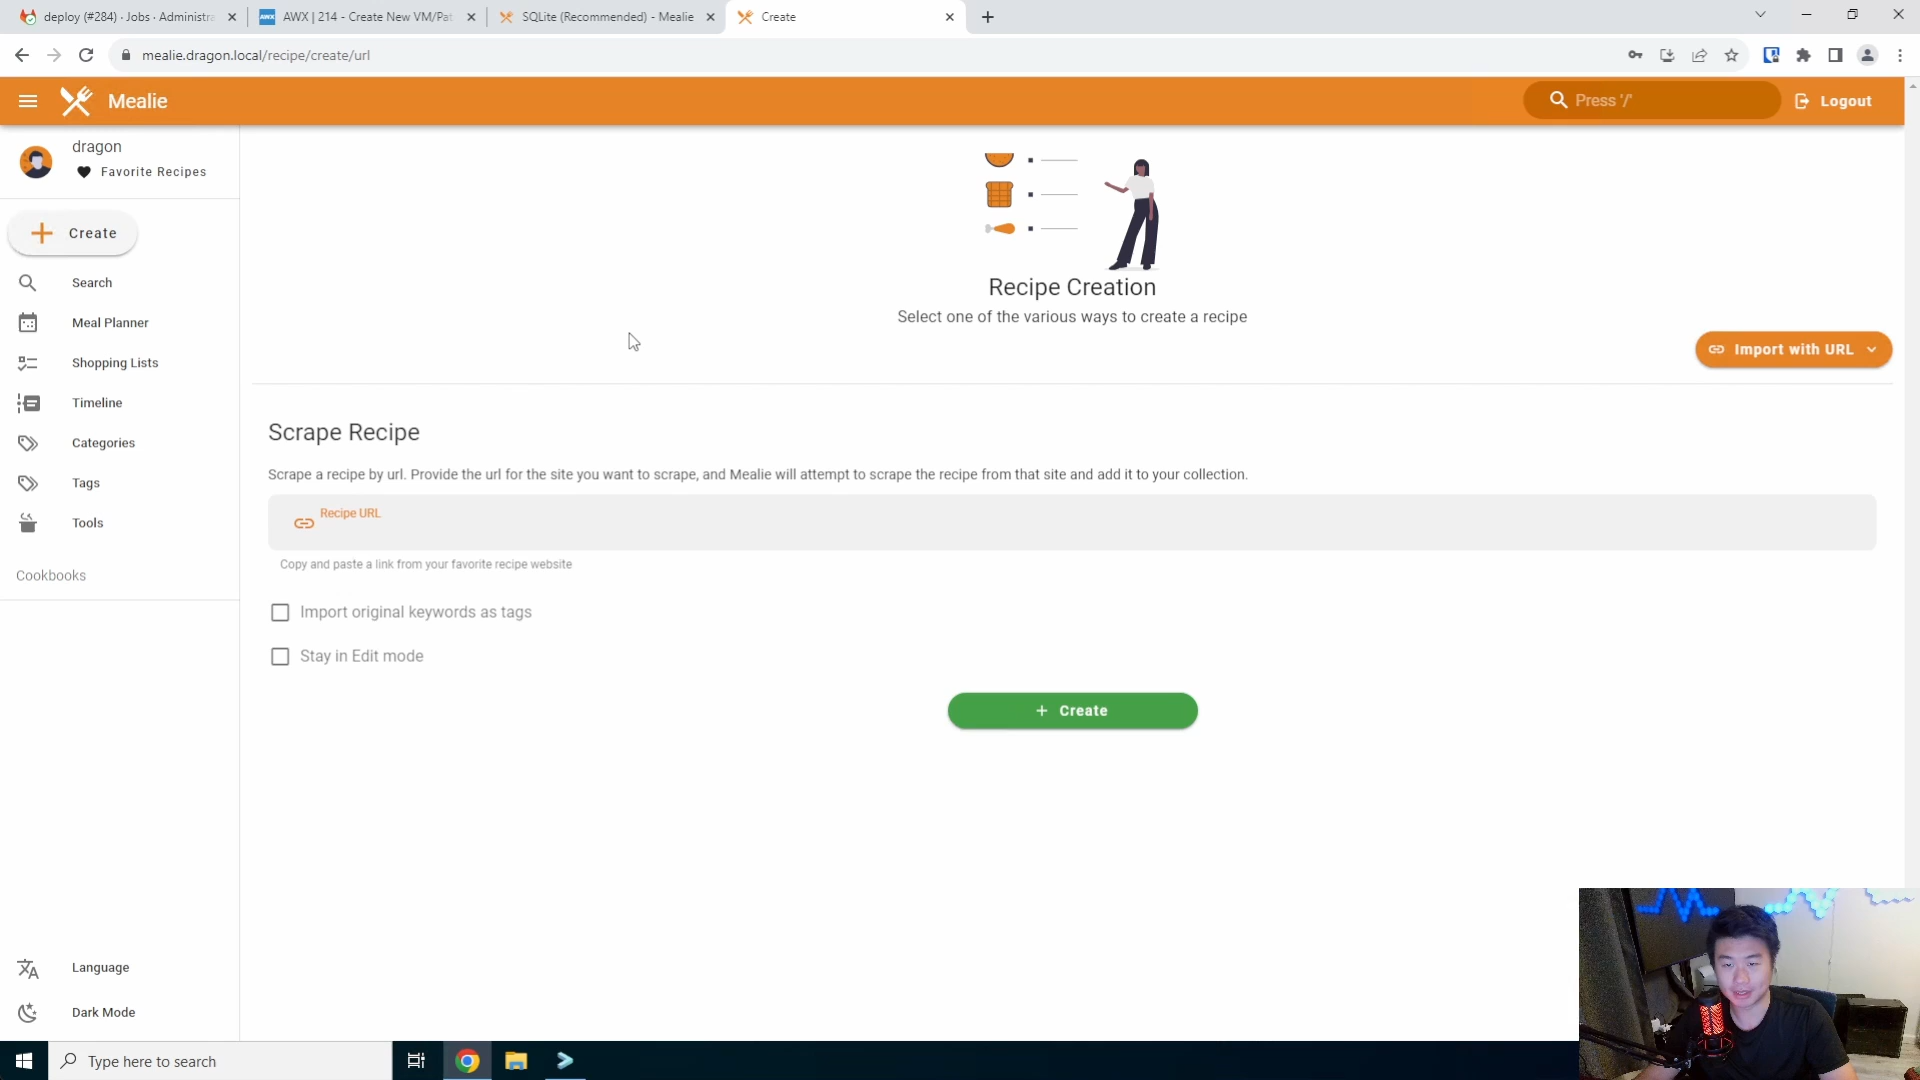 deploy (#284) · Jobs · Administra
AWX | 214 - Create New VM/Pat
SQLite (Recommended) - Mealie
Create
mealie.dragon.local/recipe/create/url
Mealie
Press '/'
Logout
dragon
Favorite Recipes
Create
Search
Meal Planner
Shopping Lists
Timeline
Categories
Tags
Tools
Cookbooks
Language
Dark Mode
Recipe Creation
Select one of the various ways to create a recipe
Import with URL
Scrape Recipe
Scrape a recipe by url. Provide the url for the site you want to scrape, and Mealie will attempt to scrape the recipe from that site and add it to your collection.
Recipe URL
Copy and paste a link from your favorite recipe website
Import original keywords as tags
Stay in Edit mode
+ Create
Type here to search